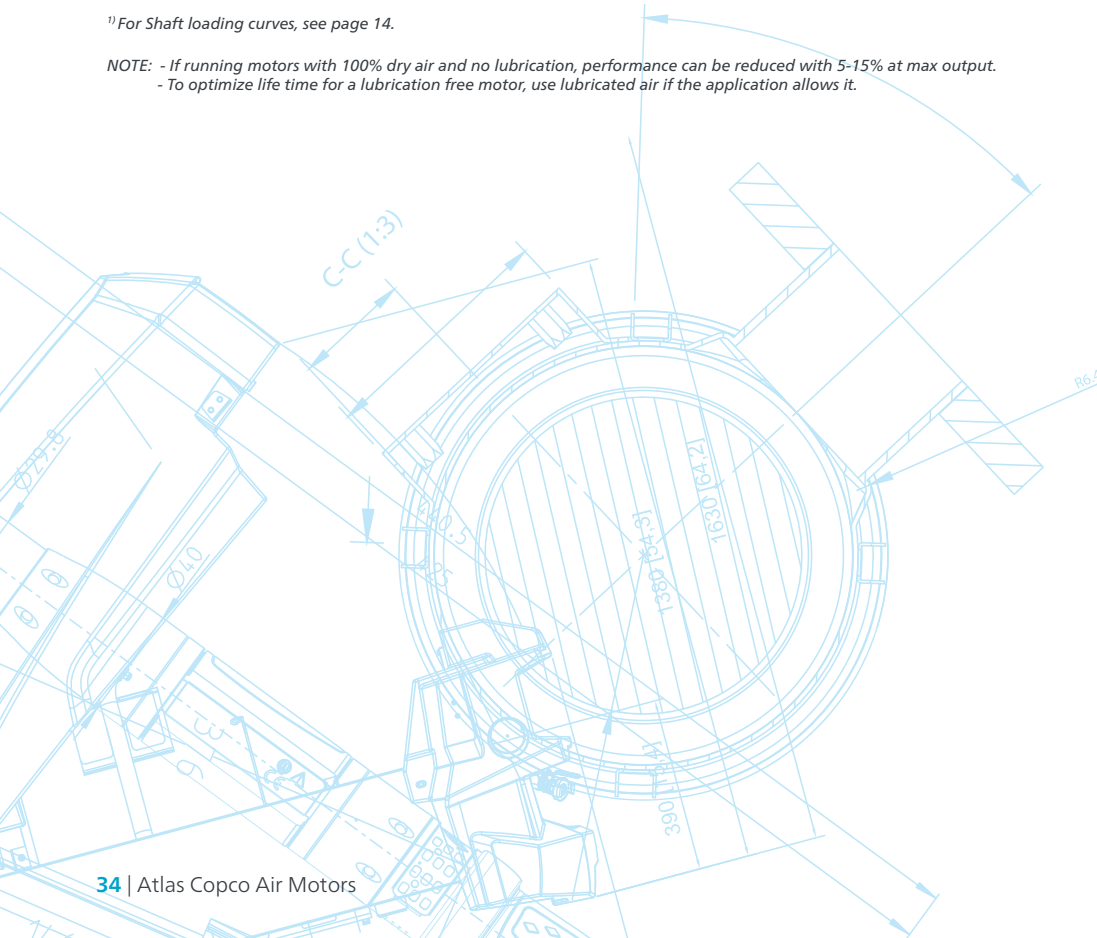 1) For Shaft loading curves, see page 14.
NOTE: - If running motors with 100% dry air and no lubrication, performance can be reduced with 5-15% at max output.
- To optimize life time for a lubrication free motor, use lubricated air if the application allows it.
C-C (1:3)
R6.4
Ø29.8
1630 [64,2]
1380 [54,3]
Ø40
34 | Atlas Copco Air Motors